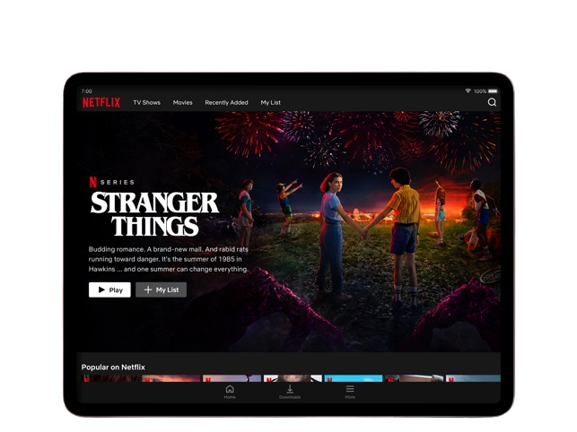 7:00
100%
NETFLIX TV Shows Movies Recently Added My List
N SERIES
STRANGER
THINGS
Budding romance. A brand-new mall. And rabid rats
running toward danger. It's the summer of 1985 in
Hawkins ... and one summer can change everything.
Play + My List
Popular on Netflix
Home Downloads More